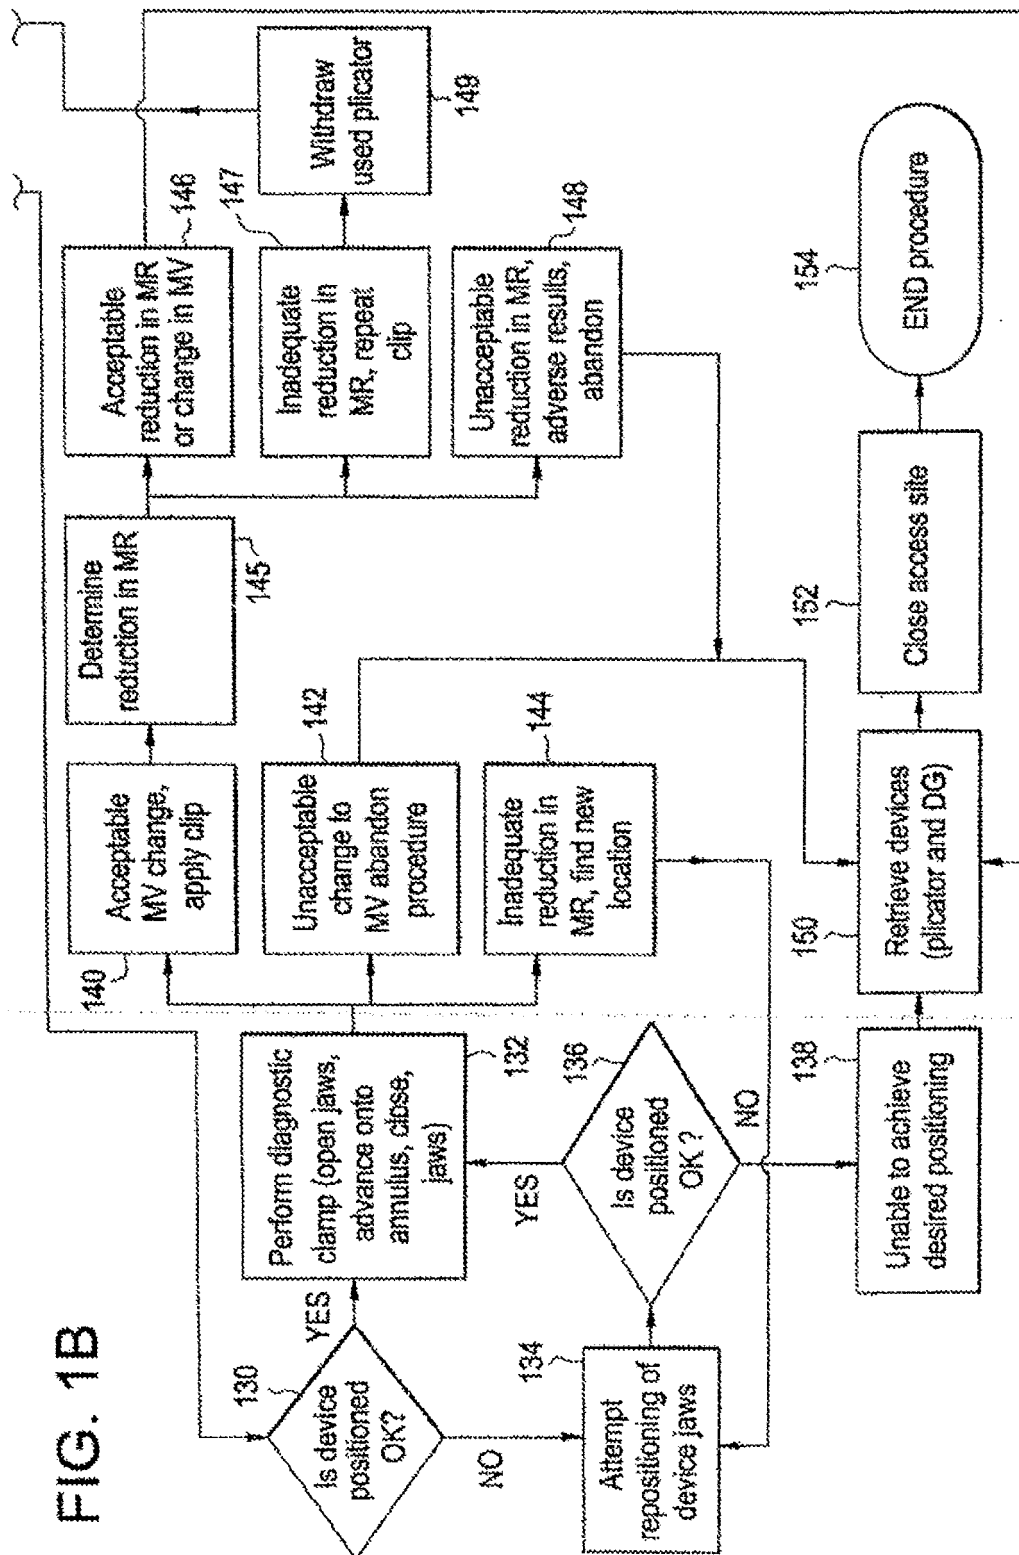 FIG. 1B
130
Is device
positioned
OK?
YES
NO
Perform diagnostic
clamp (open jaws,
advance onto
annulus, close,
jaws)
132
134
Attempt
repositioning of
device jaws
136
Is device
positioned
OK ?
YES
NO
138
Unable to achieve
desired positioning
140
Acceptable
MV change,
apply clip
142
Unacceptable
change to
MV abandon
procedure
144
Inadequate
reduction in
MR, find new
location
Determine
reduction in MR
145
Acceptable
reduction in MR
or change in MV
146
Inadequate
reduction in
MR, repeat
clip
147
Unacceptable
reduction in MR,
adverse results,
abandon
148
Withdraw
used plicator
149
150
Retrieve devices
(plicator and DG)
152
Close access site
154
END procedure